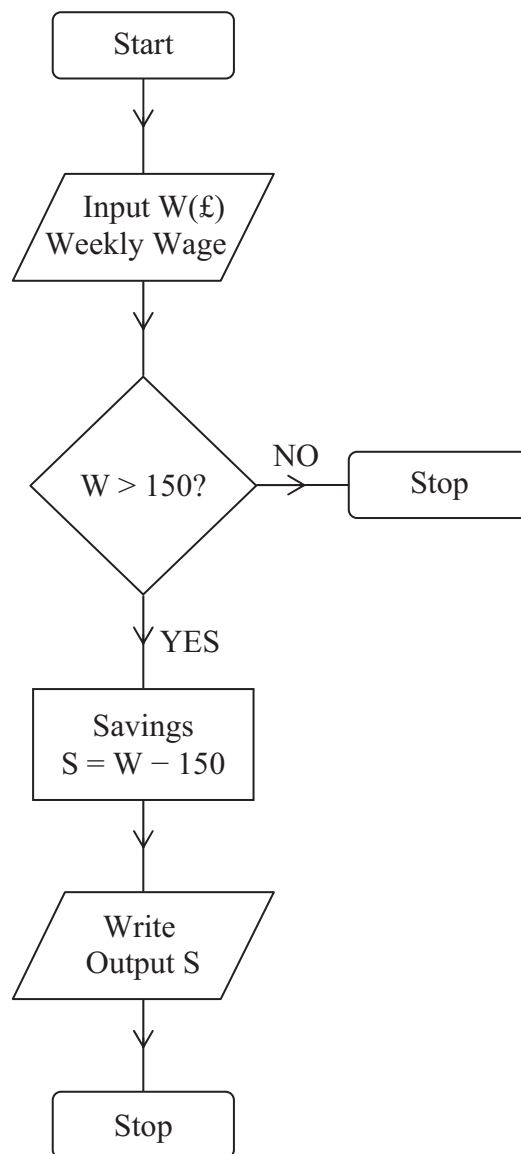 Start
Input W(£)
Weekly Wage
W > 150?
NO
Stop
YES
Savings
S = W − 150
Write
Output S
Stop